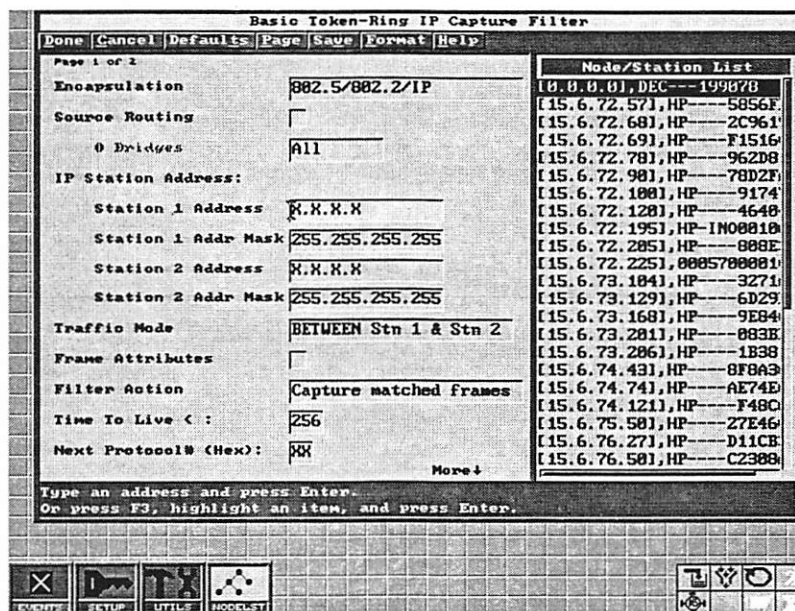 Basic Token-Ring IP Capture Filter
Done Cancel Defaults Page Save Format Help
Page 1 of 2
Encapsulation 802.5/802.2/IP
Source Routing
# Bridges All
IP Station Address:
Station 1 Address X.X.X.X
Station 1 Addr Mask 255.255.255.255
Station 2 Address X.X.X.X
Station 2 Addr Mask 255.255.255.255
Traffic Mode BETWEEN Stn 1 & Stn 2
Frame Attributes
Filter Action Capture matched frames
Time To Live < : 256
Next Protocol# (Hex): XX
More↓
Node/Station List
[0.0.0.0],DEC---199078
[15.6.72.57],HP----5856F
[15.6.72.68],HP----2C961
[15.6.72.69],HP----F1516
[15.6.72.78],HP----962D8
[15.6.72.90],HP----78D2F
[15.6.72.100],HP----9174
[15.6.72.120],HP----4640
[15.6.72.195],HP-INO0010
[15.6.72.205],HP----808E
[15.6.72.225],0005700001
[15.6.73.104],HP----3271
[15.6.73.129],HP----6D29
[15.6.73.168],HP----9E84
[15.6.73.201],HP----083B
[15.6.73.206],HP----1B38
[15.6.74.43],HP----8F8A3
[15.6.74.74],HP----AE74E
[15.6.74.121],HP----F48C
[15.6.75.50],HP----27E46
[15.6.76.27],HP----D11CB
[15.6.76.50],HP----C2308
Type an address and press Enter.
Or press F3, highlight an item, and press Enter.
EVENTS SETUP UTILS NODELST